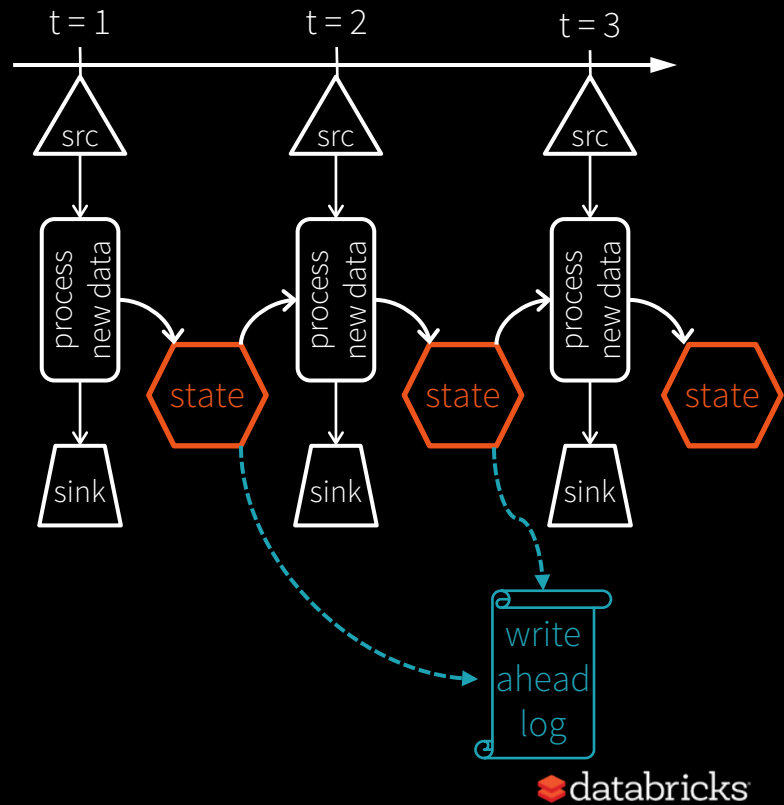 t = 1
t = 2
t = 3
src
src
src
process
new data
process
new data
process
new data
state
state
state
sink
sink
sink
write
ahead
log
databricks